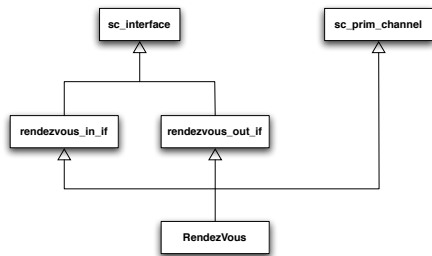 sc_interface
sc_prim_channel
rendezvous_in_if
rendezvous_out_if
RendezVous